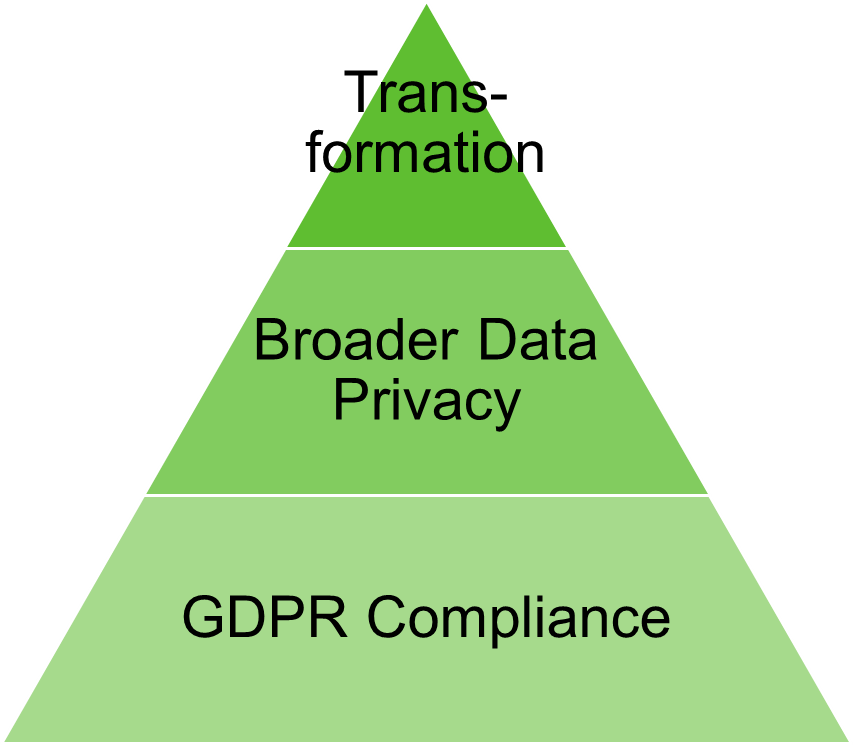 Trans-
formation
Broader Data
Privacy
GDPR Compliance